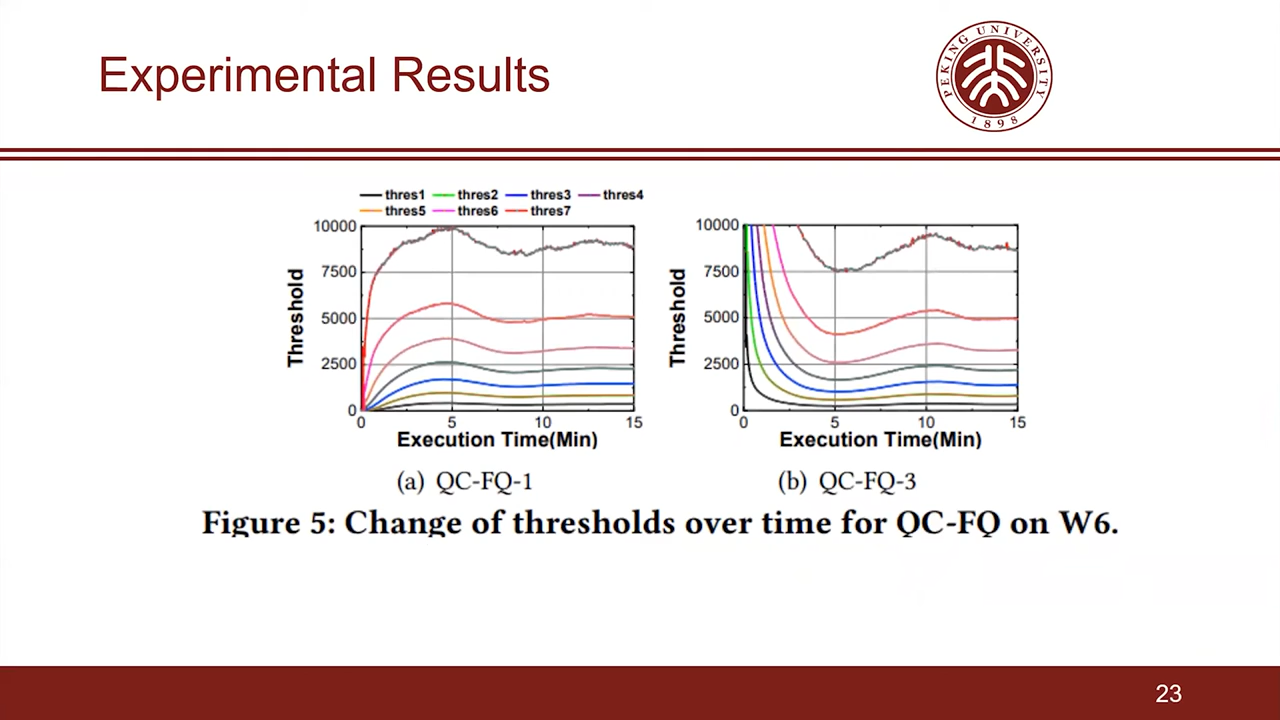 Experimental Results
PEKING UNIVERSITY
1898
thres1 thres2 thres3 thres4
thres5 thres6 thres7
10000
7500
5000
2500
0
Threshold
0 5 10 15
Execution Time(Min)
(a) QC-FQ-1
10000
7500
5000
2500
0
Threshold
0 5 10 15
Execution Time(Min)
(b) QC-FQ-3
Figure 5: Change of thresholds over time for QC-FQ on W6.
23